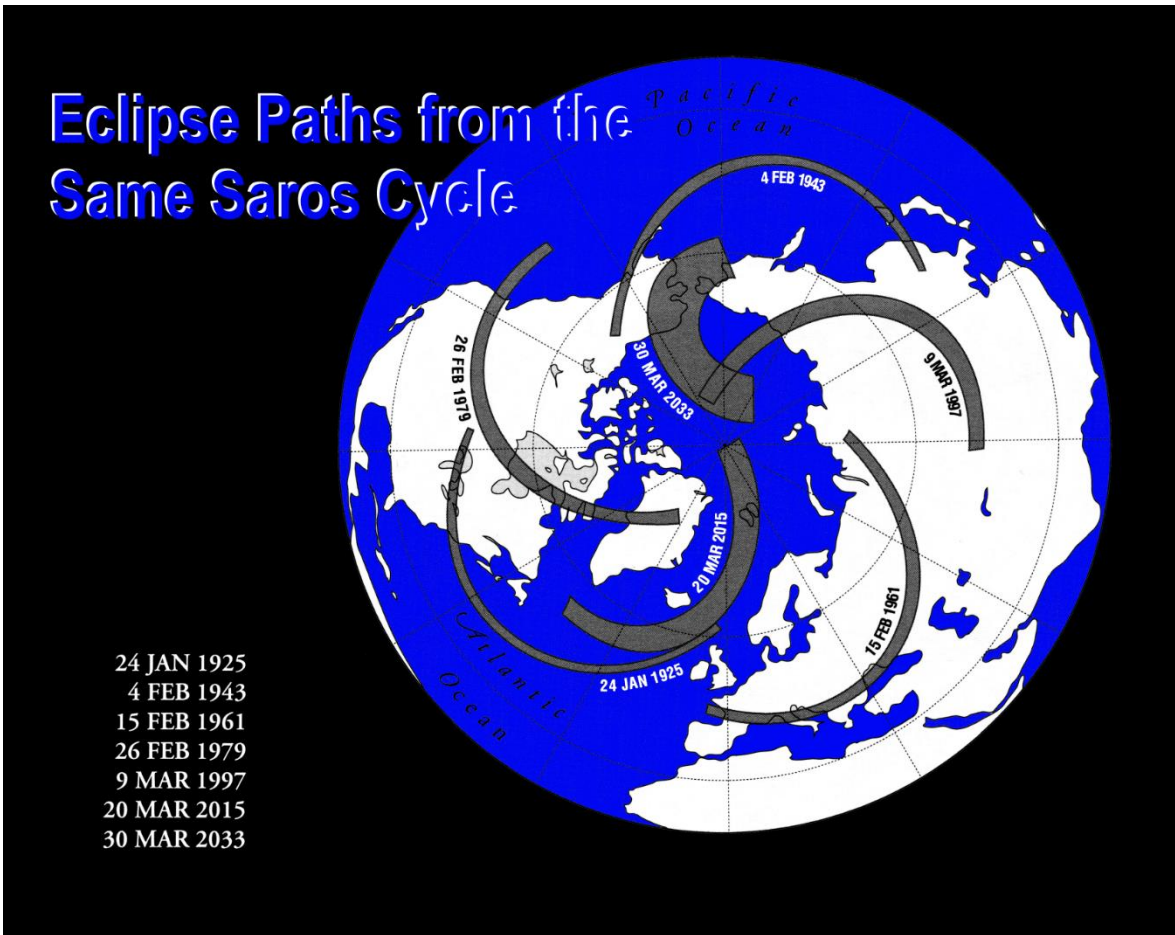 Eclipse Paths from the
Same Saros Cycle
Pacific
Ocean
4 FEB 1943
26 FEB 1979
30 MAR 2033
9 MAR 1997
20 MAR 2015
15 FEB 1961
24 JAN 1925
Atlantic
Ocean
24 JAN 1925
4 FEB 1943
15 FEB 1961
26 FEB 1979
9 MAR 1997
20 MAR 2015
30 MAR 2033